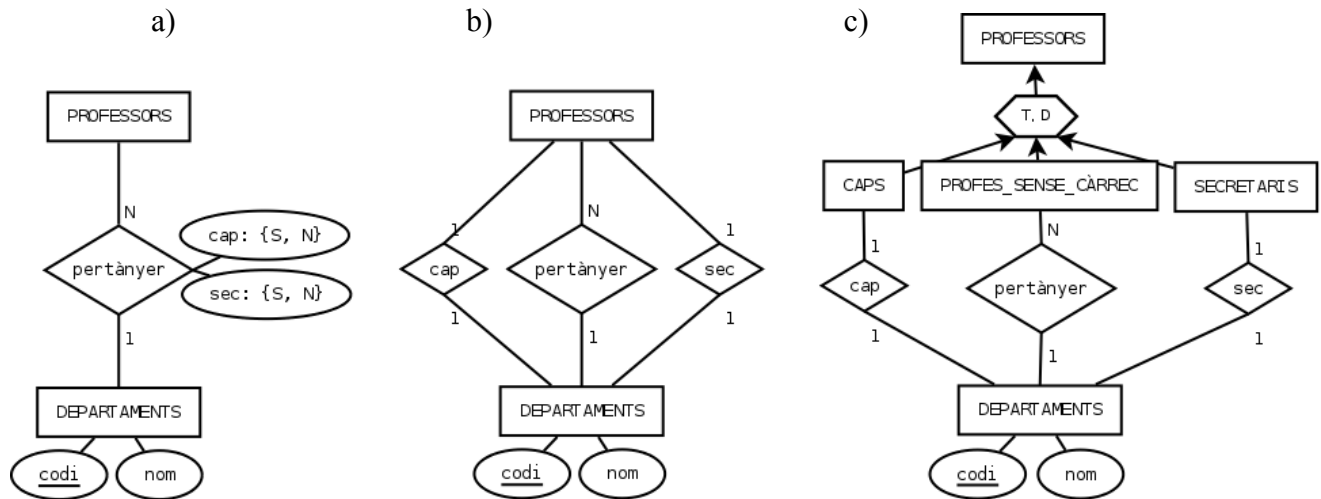 a)
PROFESSORS
N
cap: {S, N}
pertànyer
sec: {S, N}
1
DEPARTAMENTS
codi
nom
b)
PROFESSORS
1
N
1
cap
pertànyer
sec
1
1
1
DEPARTAMENTS
codi
nom
c)
PROFESSORS
T, D
CAPS
PROFES_SENSE_CÀRREC
SECRETARIS
1
N
1
cap
pertànyer
sec
1
1
1
DEPARTAMENTS
codi
nom